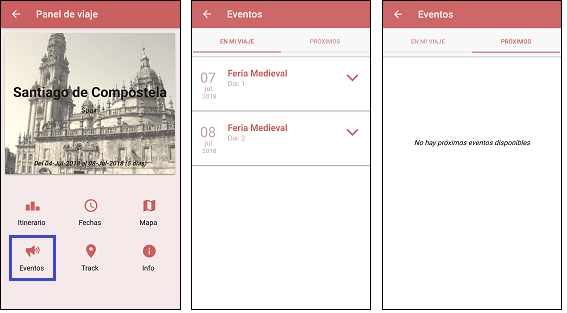 Panel de viaje
Santiago de Compostela
Spain
Del 04-Jul-2018 al 08-Jul-2018 (5 días)
Itinerario
Fechas
Mapa
Eventos
Track
Info
Eventos
EN MI VIAJE
PRÓXIMOS
07
jul.
2018
Feria Medieval
Día: 1
08
jul.
2018
Feria Medieval
Día: 2
Eventos
EN MI VIAJE
PRÓXIMOS
No hay próximos eventos disponibles